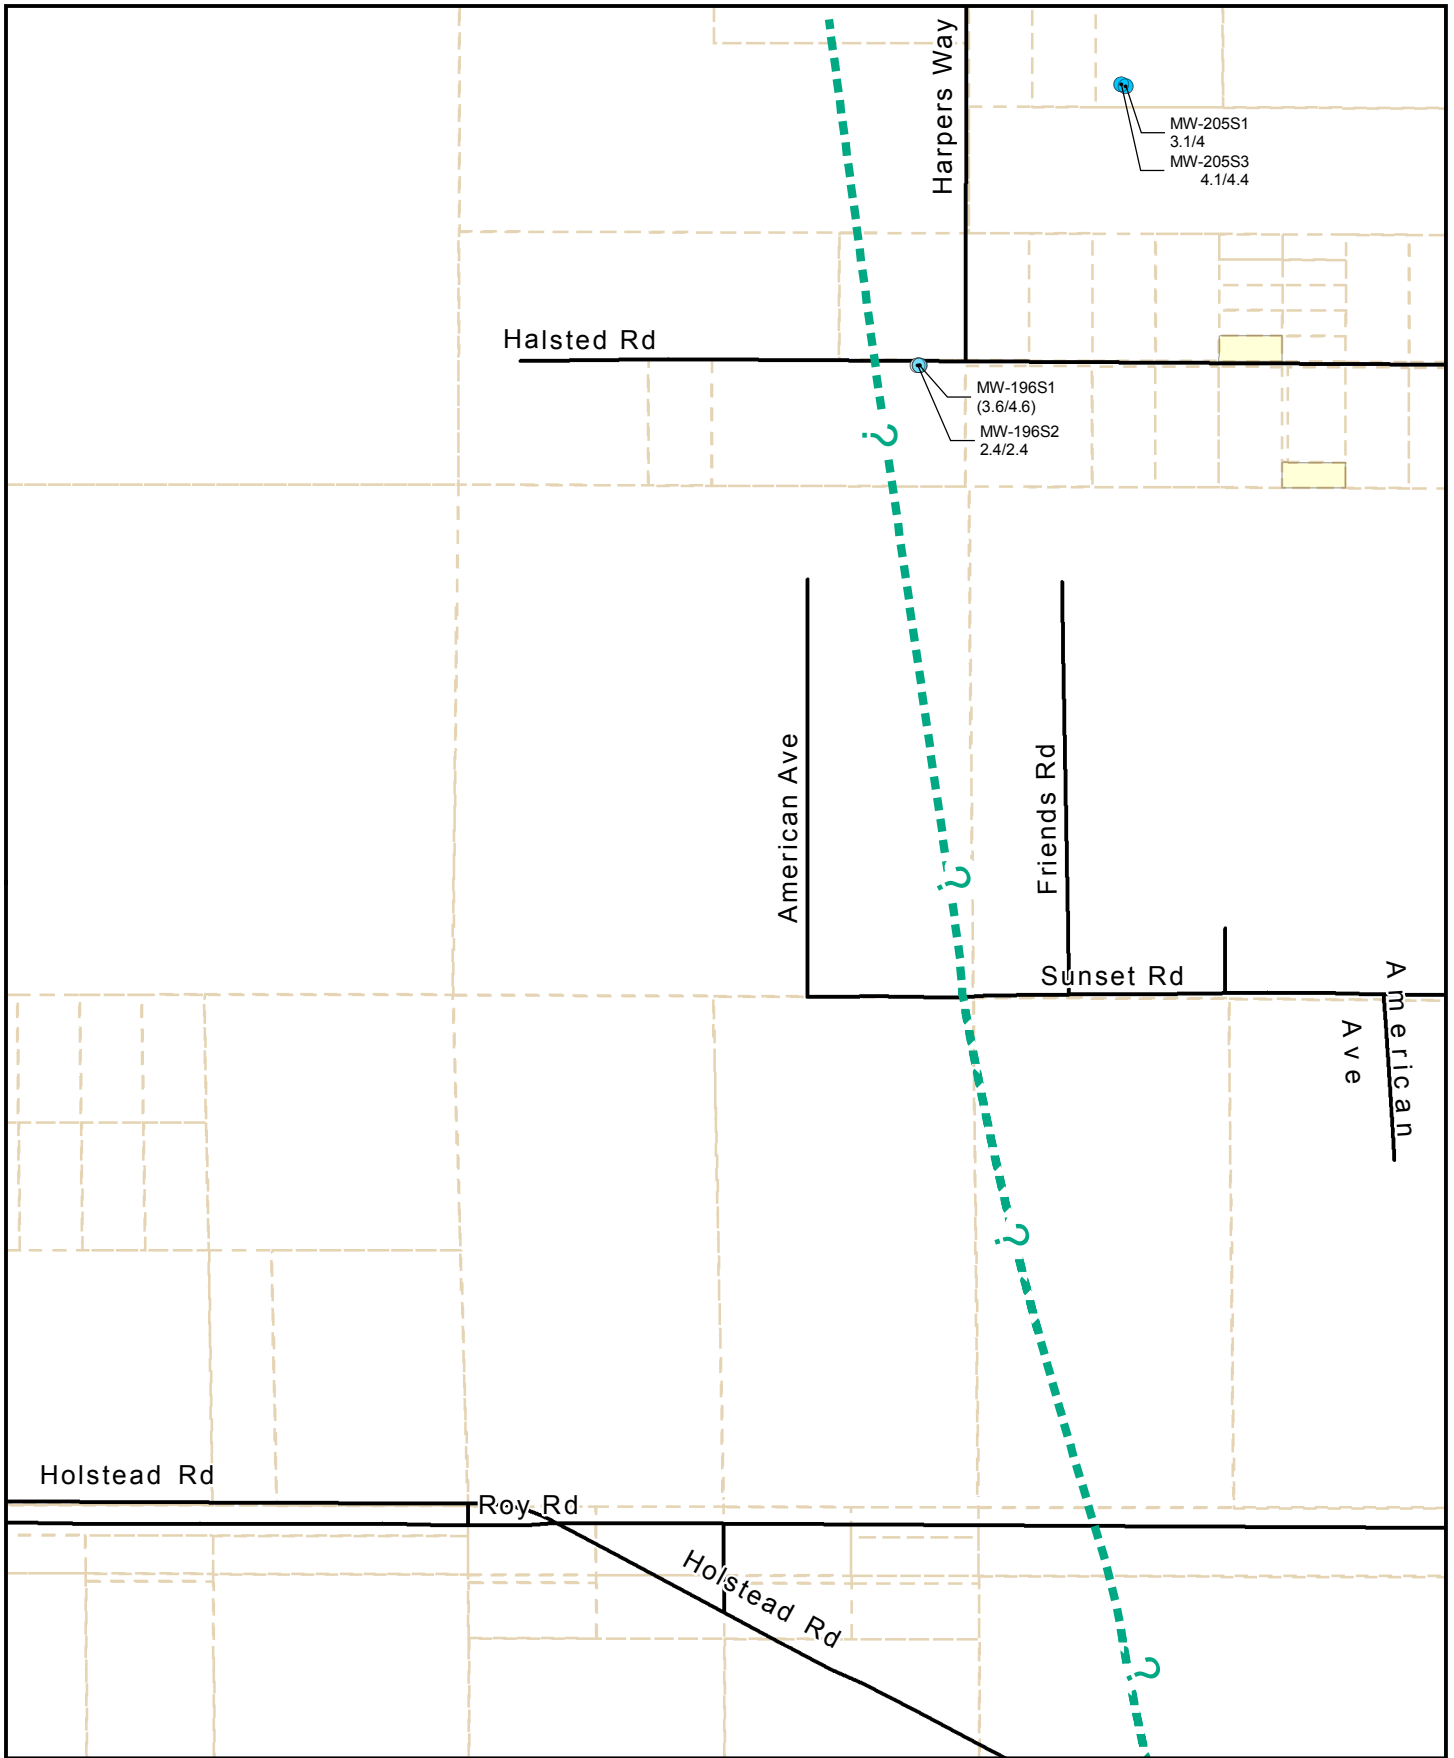 Harpers Way
MW-205S1
3.1/4
MW-205S3
4.1/4.4
Halsted Rd
MW-196S1
(3.6/4.6)
MW-196S2
2.4/2.4
?
American Ave
Friends Rd
?
Sunset Rd
American
Ave
?
Holstead Rd
Roy Rd
Holstead Rd
?